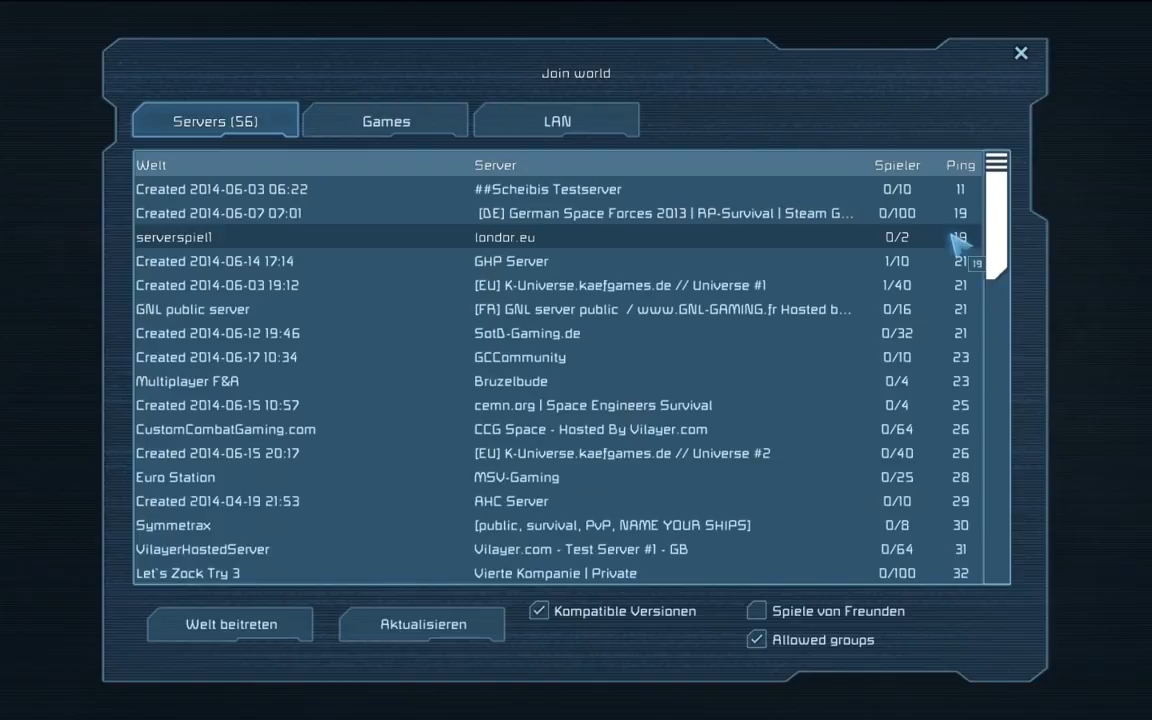 Join world
Servers (56) Games LAN
Welt Server Spieler Ping
Created 2014-06-03 06:22 ##Scheibis Testserver 0/10 11
Created 2014-06-07 07:01 [DE] German Space Forces 2013 | RP-Survival | Steam G... 0/100 19
serverspiel1 londor.eu 0/2 19
19
Created 2014-06-14 17:14 GHP Server 1/10 21
Created 2014-06-03 19:12 [EU] K-Universe.kaefgames.de // Universe #1 1/40 21
GNL public server [FR] GNL server public / www.GNL-GAMING.fr Hosted b... 0/16 21
Created 2014-06-12 19:46 SotD-Gaming.de 0/32 21
Created 2014-06-17 10:34 GCCommunity 0/10 23
Multiplayer F&A Bruzelbude 0/4 23
Created 2014-06-15 10:57 cemn.org | Space Engineers Survival 0/4 25
CustomCombatGaming.com CCG Space - Hosted By Vilayer.com 0/64 26
Created 2014-06-15 20:17 [EU] K-Universe.kaefgames.de // Universe #2 0/40 26
Euro Station MSV-Gaming 0/25 28
Created 2014-04-19 21:53 AHC Server 0/10 29
Symmetrax [public, survival, PvP, NAME YOUR SHIPS] 0/8 30
VilayerHostedServer Vilayer.com - Test Server #1 - GB 0/64 31
Let`s Zock Try 3 Vierte Kompanie | Private 0/100 32
Welt beitreten Aktualisieren Kompatible Versionen Spiele von Freunden
Allowed groups